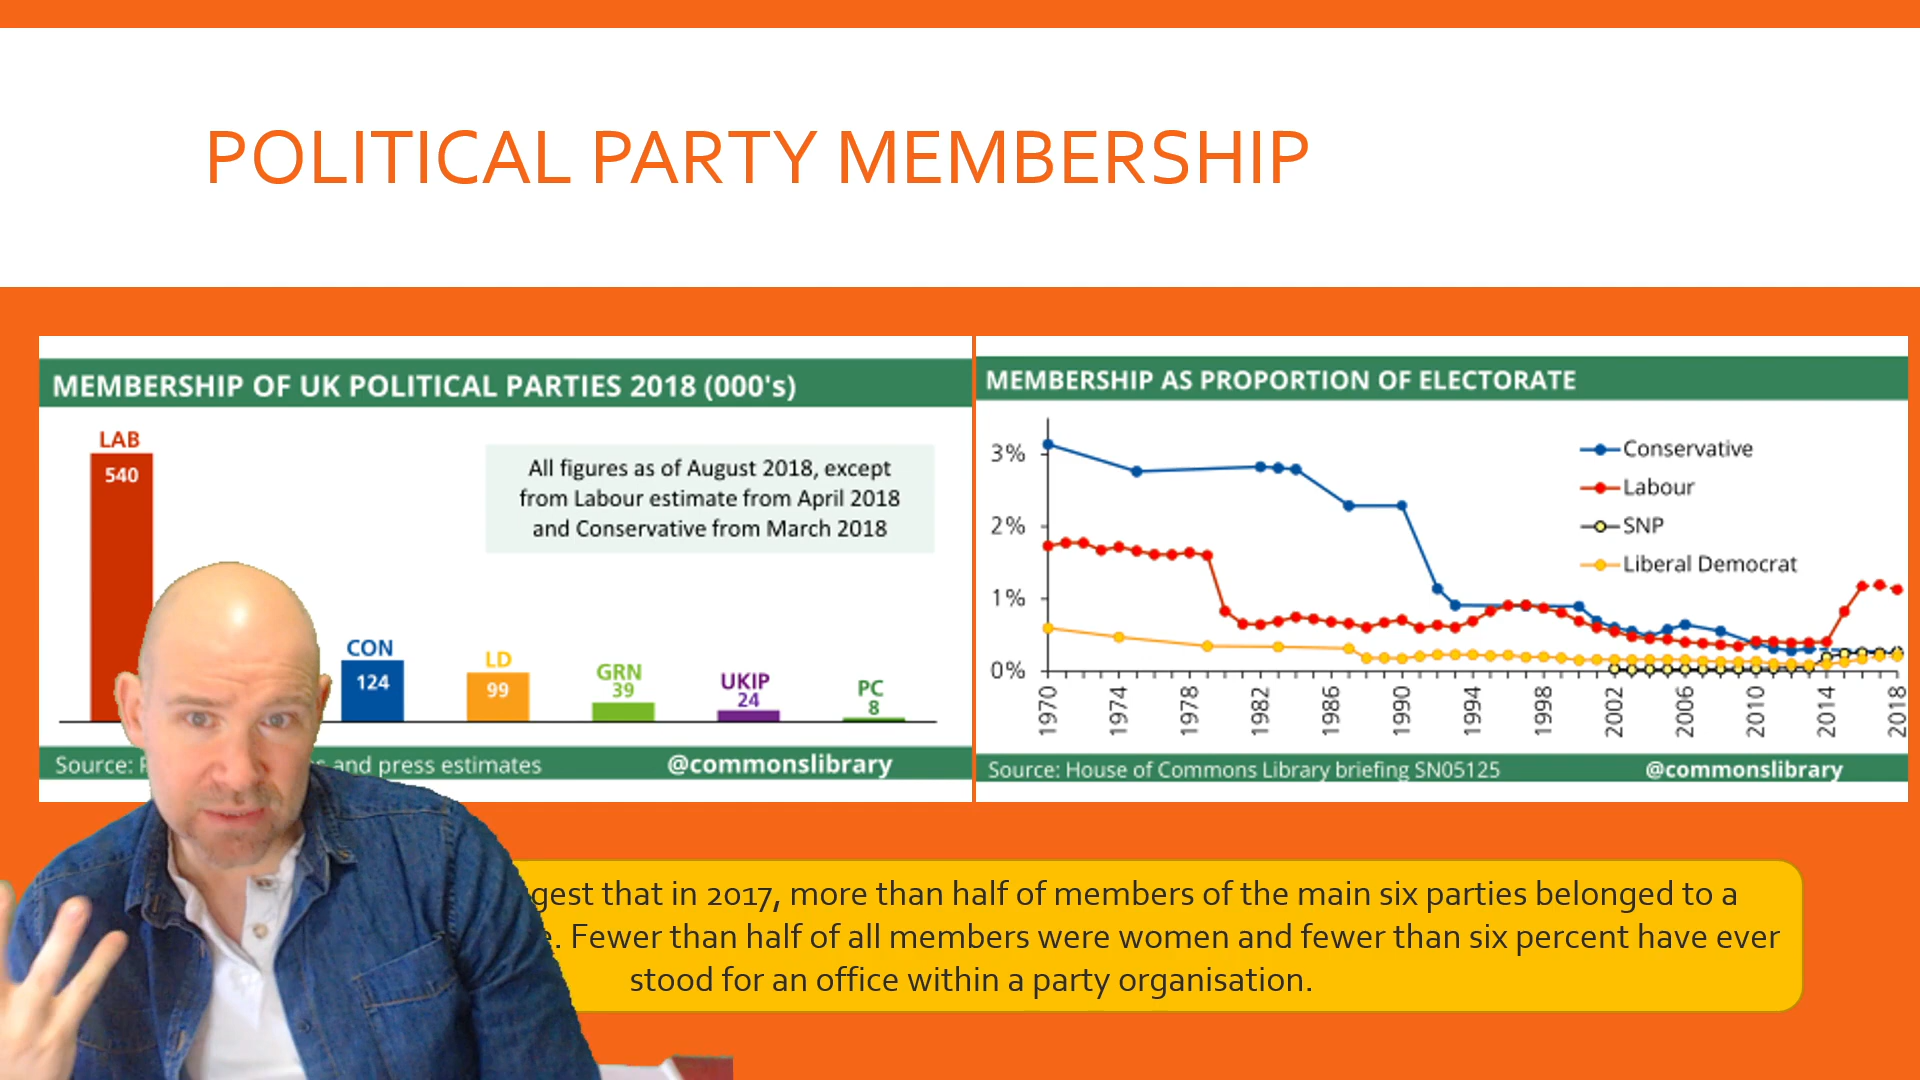 POLITICAL PARTY MEMBERSHIP
MEMBERSHIP OF UK POLITICAL PARTIES 2018 (000's)
LAB
540
All figures as of August 2018, except
from Labour estimate from April 2018
and Conservative from March 2018
CON
124
LD
99
GRN
39
UKIP
24
PC
8
Source: and press estimates
@commonslibrary
MEMBERSHIP AS PROPORTION OF ELECTORATE
3%
2%
1%
0%
Conservative
Labour
SNP
Liberal Democrat
1970 1974 1978 1982 1986 1990 1994 1998 2002 2006 2010 2014 2018
Source: House of Commons Library briefing SN05125
@commonslibrary
that in 2017, more than half of members of the main six parties belonged to a
Fewer than half of all members were women and fewer than six percent have ever
stood for an office within a party organisation.